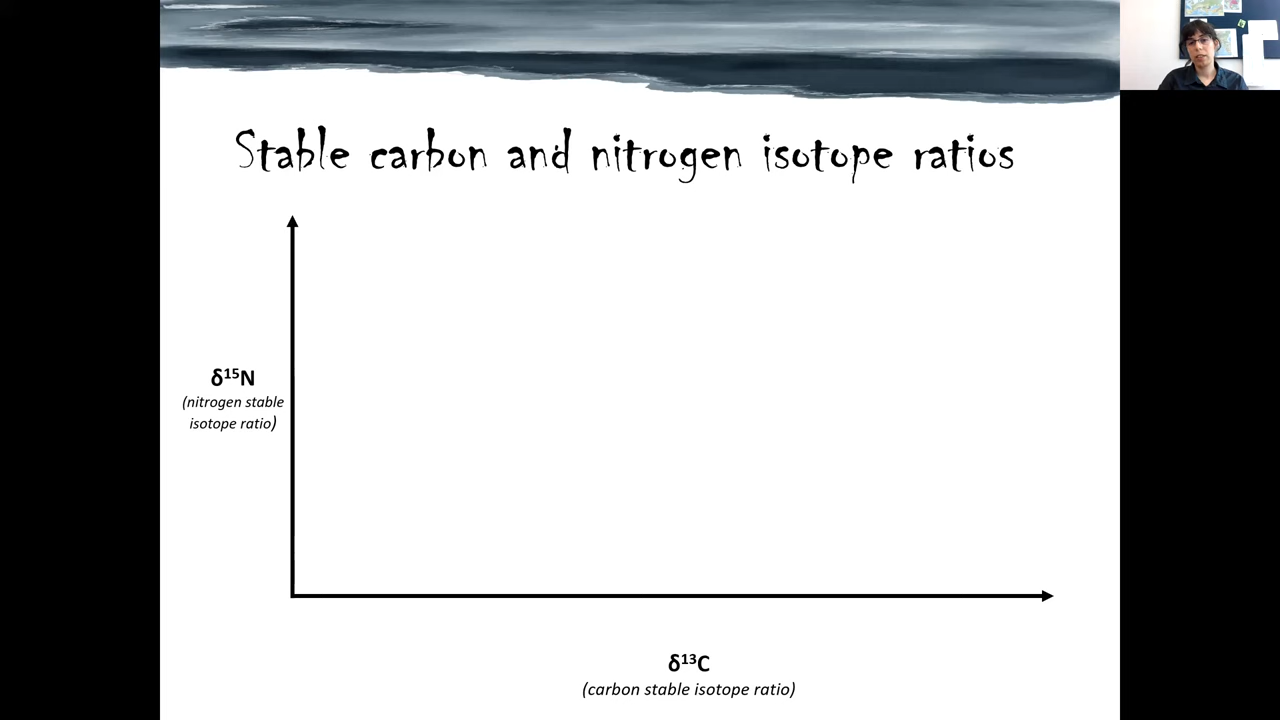 Stable carbon and nitrogen isotope ratios
δ¹⁵N
(nitrogen stable
isotope ratio)
δ¹³C
(carbon stable isotope ratio)